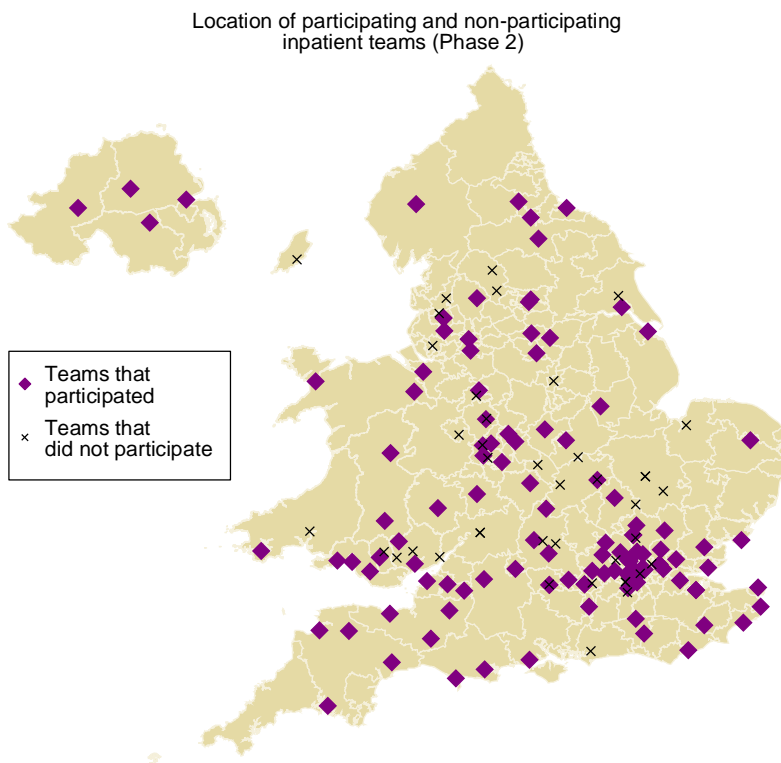 Location of participating and non-participating
inpatient teams (Phase 2)
Teams that
participated
Teams that
did not participate